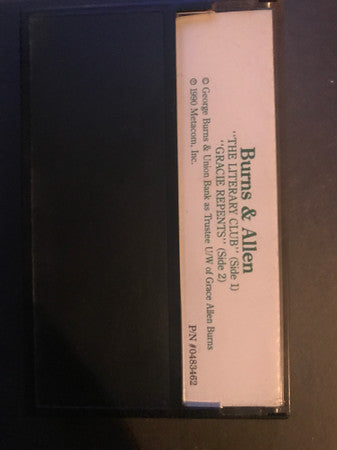 Burns & Allen
"THE LITERARY CLUB" (Side 1)
"GRACIE REPENTS" (Side 2)
© George Burns & Union Bank as Trustee U/W of Grace Allen Burns
℗ 1990 Metacom, Inc.
P/N #0483462